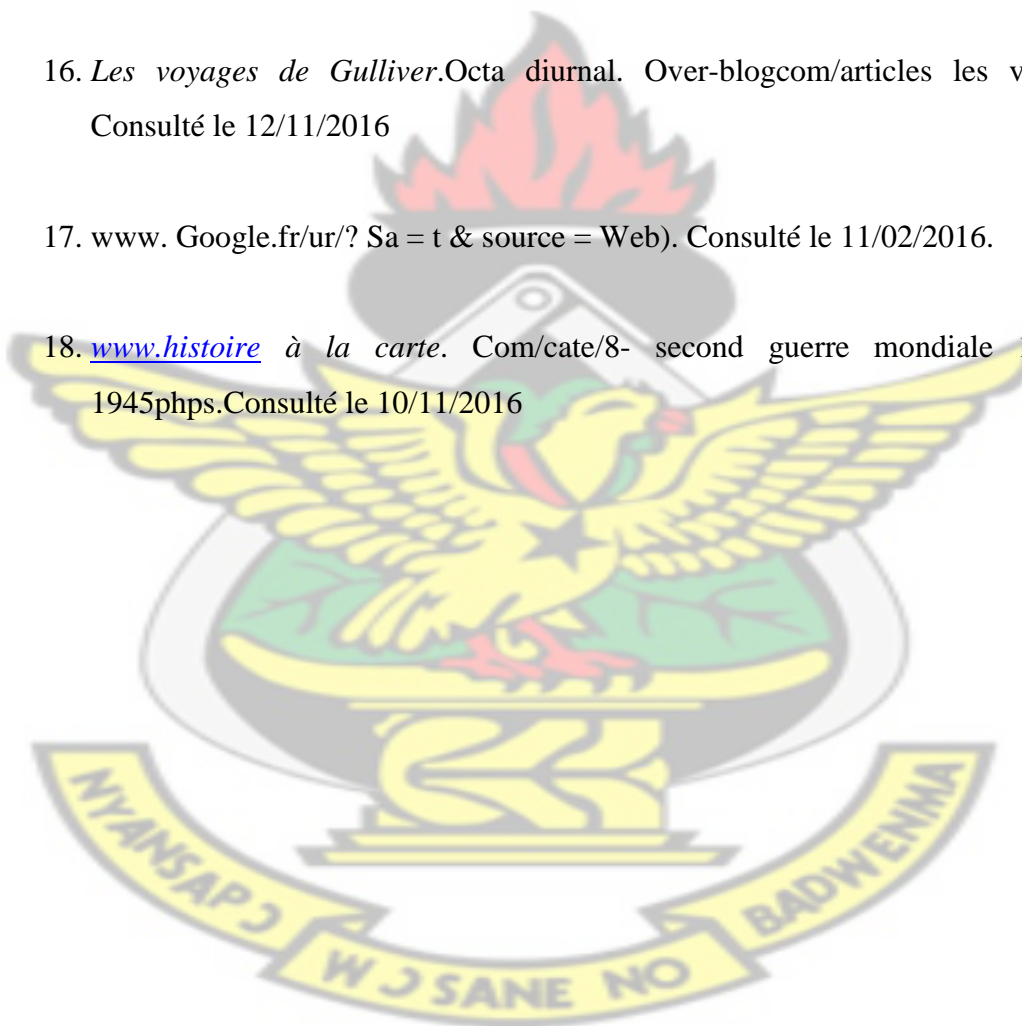 16. Les voyages de Gulliver.Octa diurnal. Over-blogcom/articles les
Consulté le 12/11/2016
17. www. Google.fr/ur/? Sa = t & source = Web). Consulté le 11/02/2016.
18. www.histoire à la carte. Com/cate/8- second guerre mondiale
1945phps.Consulté le 10/11/2016
NYANSAPƆ WƆ SANE NO BADWENMA